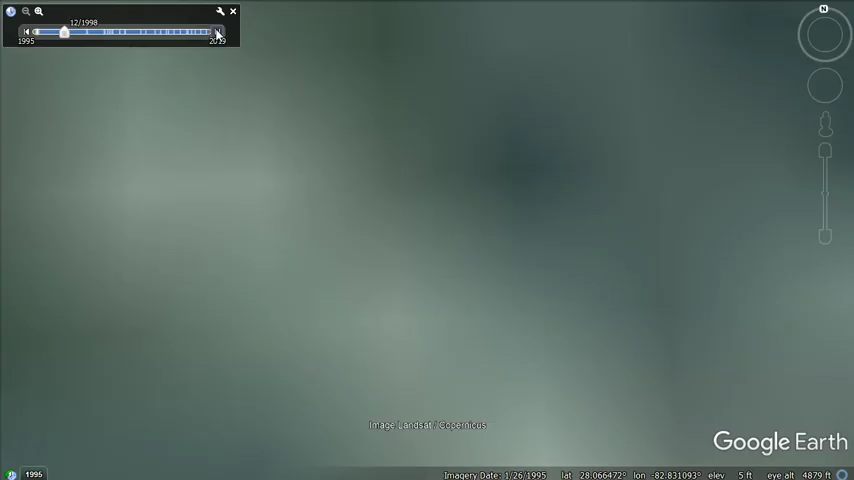 12/1998
1995 2019
N
Image Landsat / Copernicus
Google Earth
1995 Imagery Date: 1/26/1995 lat 28.066472° lon -82.831093° elev 5 ft eye alt 4879 ft